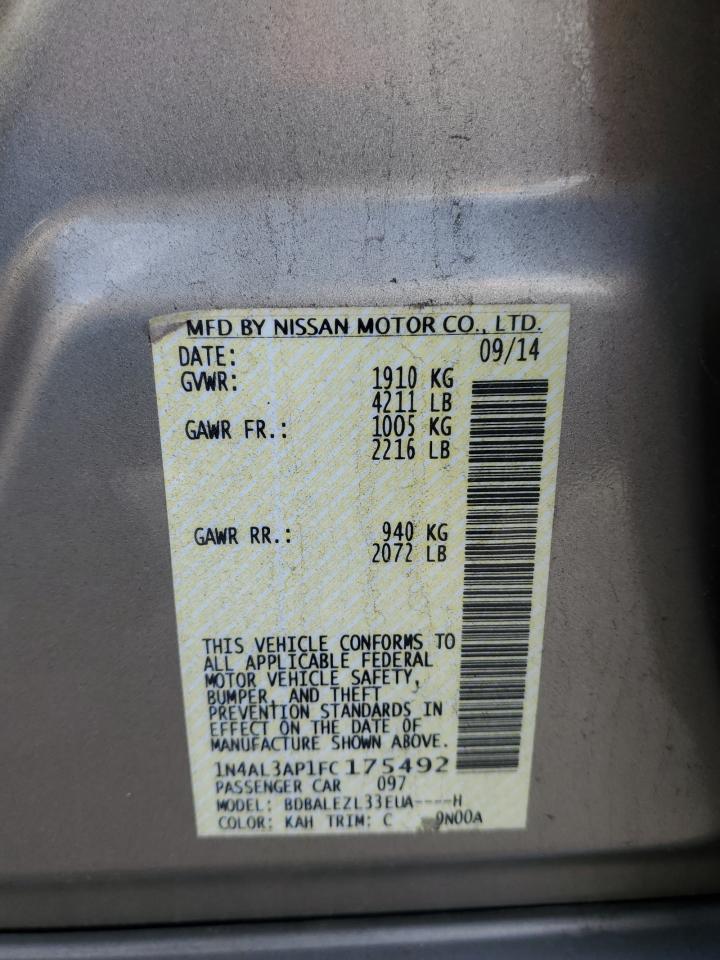 MFD BY NISSAN MOTOR CO., LTD.
DATE: 09/14
GVWR: 1910 KG
4211 LB
GAWR FR.: 1005 KG
2216 LB
GAWR RR.: 940 KG
2072 LB
THIS VEHICLE CONFORMS TO
ALL APPLICABLE FEDERAL
MOTOR VEHICLE SAFETY,
BUMPER, AND THEFT
PREVENTION STANDARDS IN
EFFECT ON THE DATE OF
MANUFACTURE SHOWN ABOVE.
1N4AL3AP1FC175492
PASSENGER CAR 097
MODEL: BDBALEZL33EUA----H
COLOR: KAH TRIM: C 9N00A